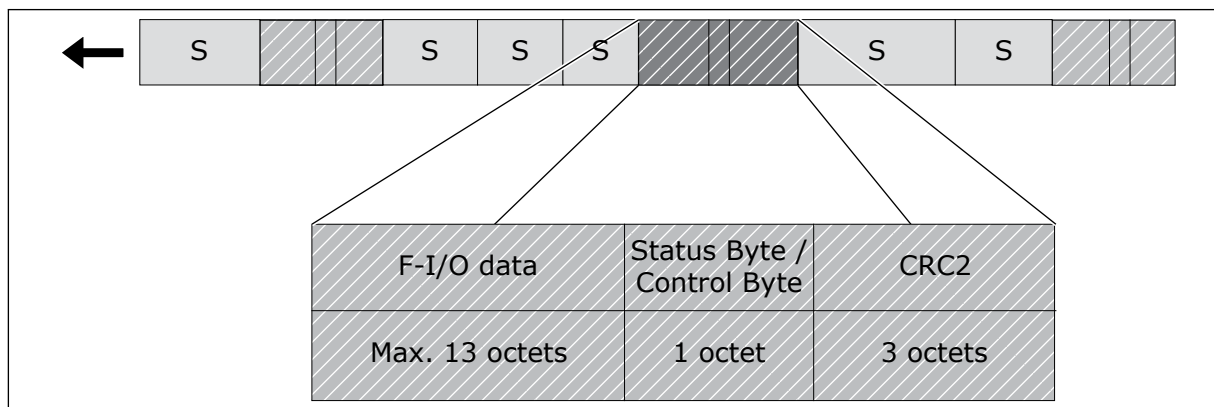 S S S S S S
F-I/O data
Status Byte /
Control Byte
CRC2
Max. 13 octets
1 octet
3 octets